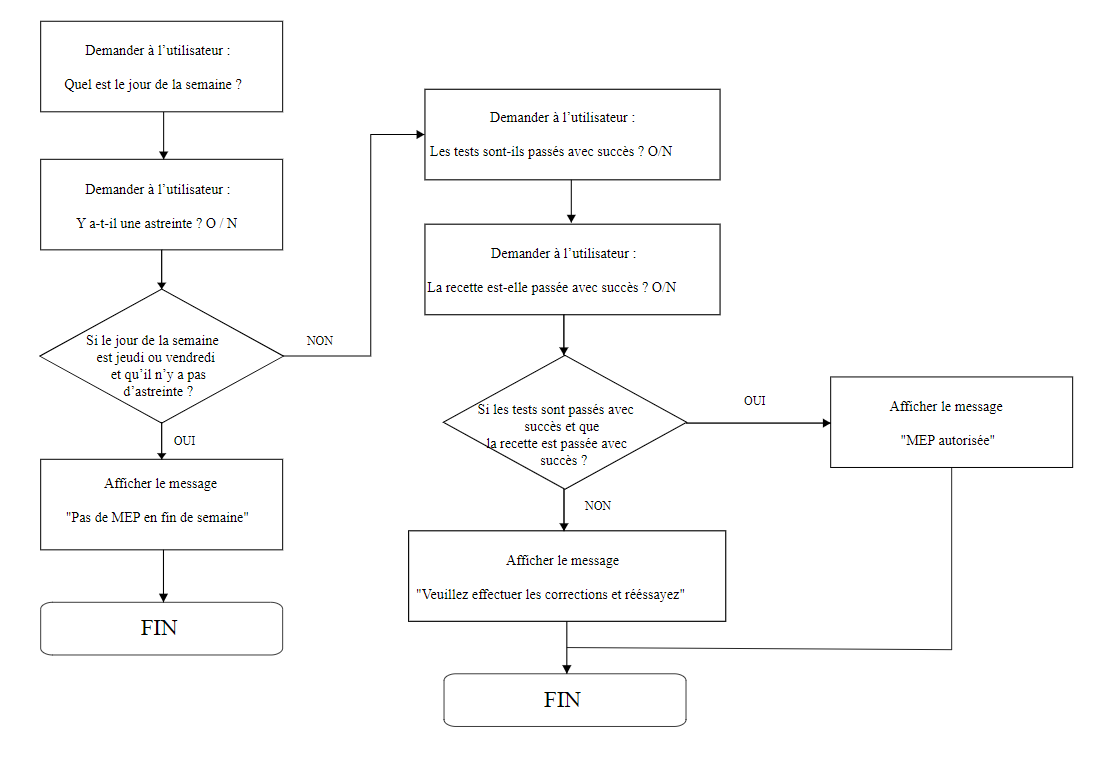 Demander à l’utilisateur :
Quel est le jour de la semaine ?
Demander à l’utilisateur :
Y a-t-il une astreinte ? O / N
Si le jour de la semaine
est jeudi ou vendredi
et qu’il n’y a pas
d’astreinte ?
NON
OUI
Afficher le message
"Pas de MEP en fin de semaine"
FIN
Demander à l’utilisateur :
Les tests sont-ils passés avec succès ? O/N
Demander à l’utilisateur :
La recette est-elle passée avec succès ? O/N
Si les tests sont passés avec
succès et que
la recette est passée avec
succès ?
OUI
Afficher le message
"MEP autorisée"
NON
Afficher le message
"Veuillez effectuer les corrections et rééssayez"
FIN